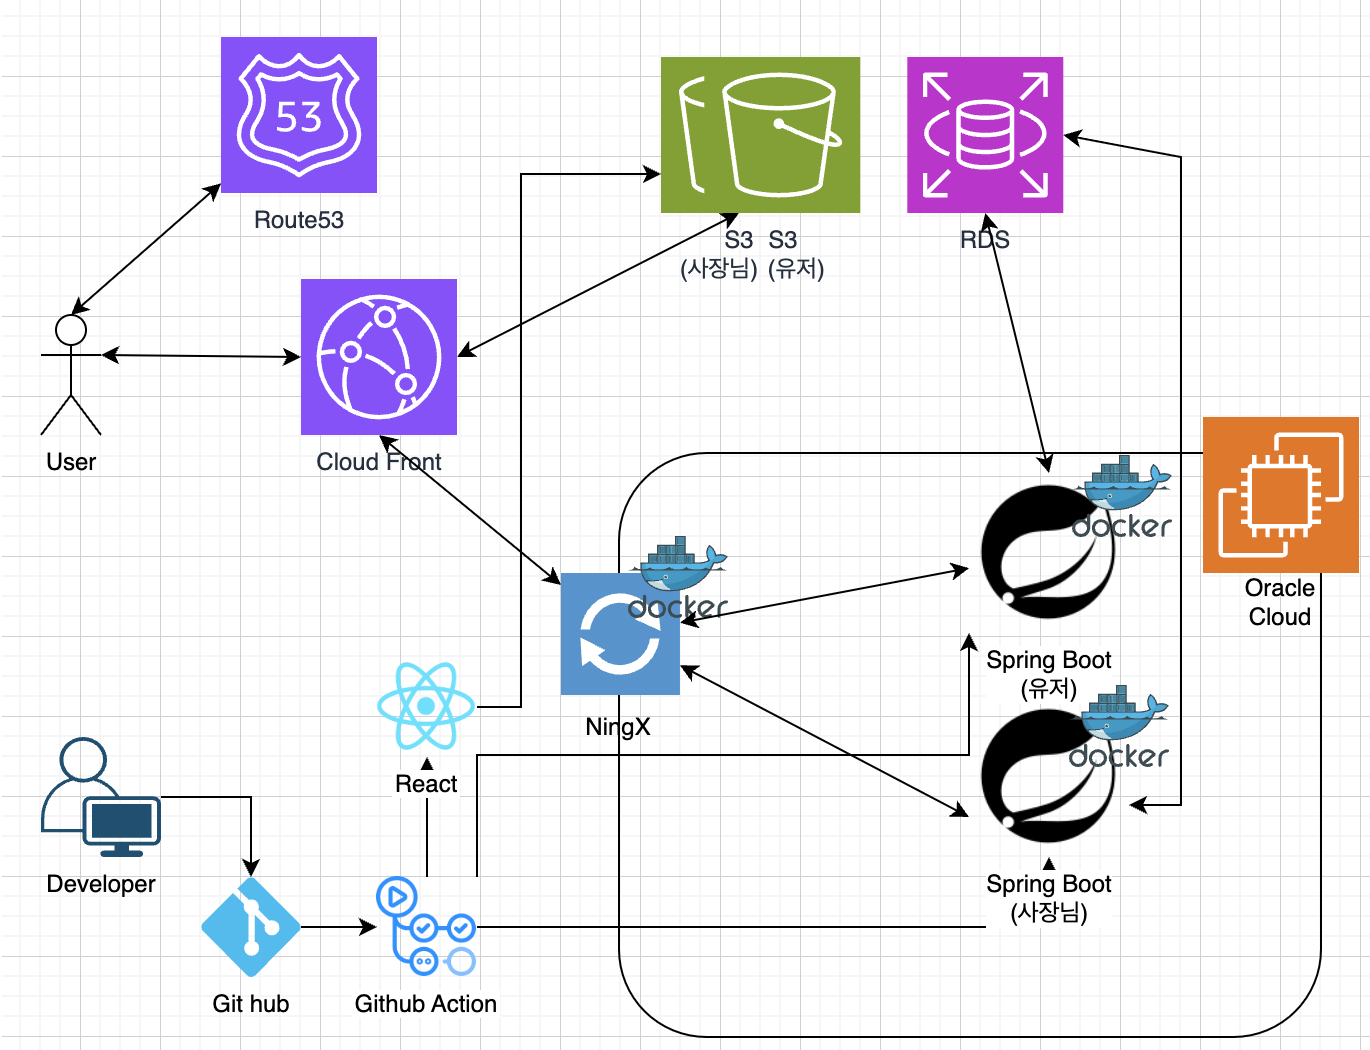 53
Route53
S3 S3
(사장님) (유저)
RDS
User
Cloud Front
docker
Oracle
Cloud
docker
Spring Boot
(유저)
NingX
docker
React
Developer
Spring Boot
(사장님)
Git hub
Github Action